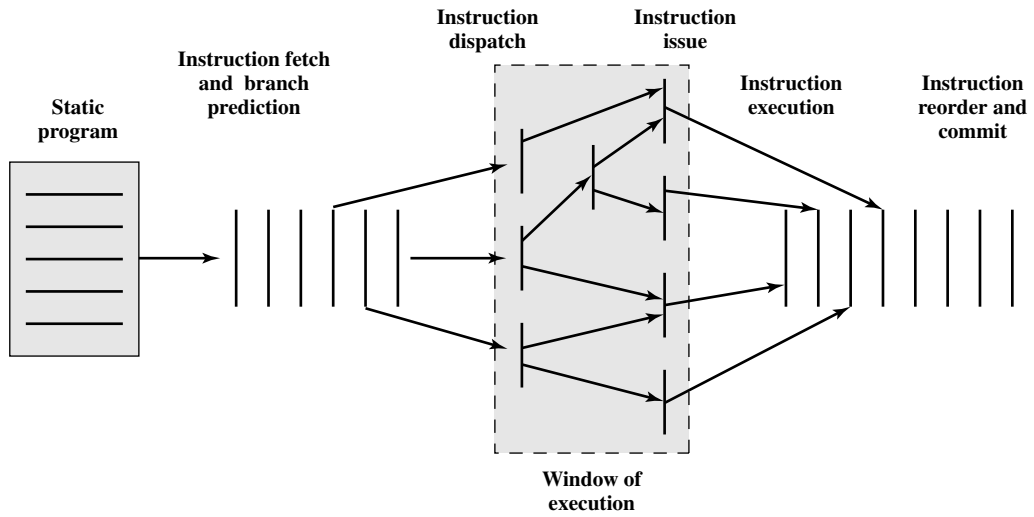 Static
program
Instruction fetch
and branch
prediction
Instruction
dispatch
Instruction
issue
Instruction
execution
Instruction
reorder and
commit
Window of
execution